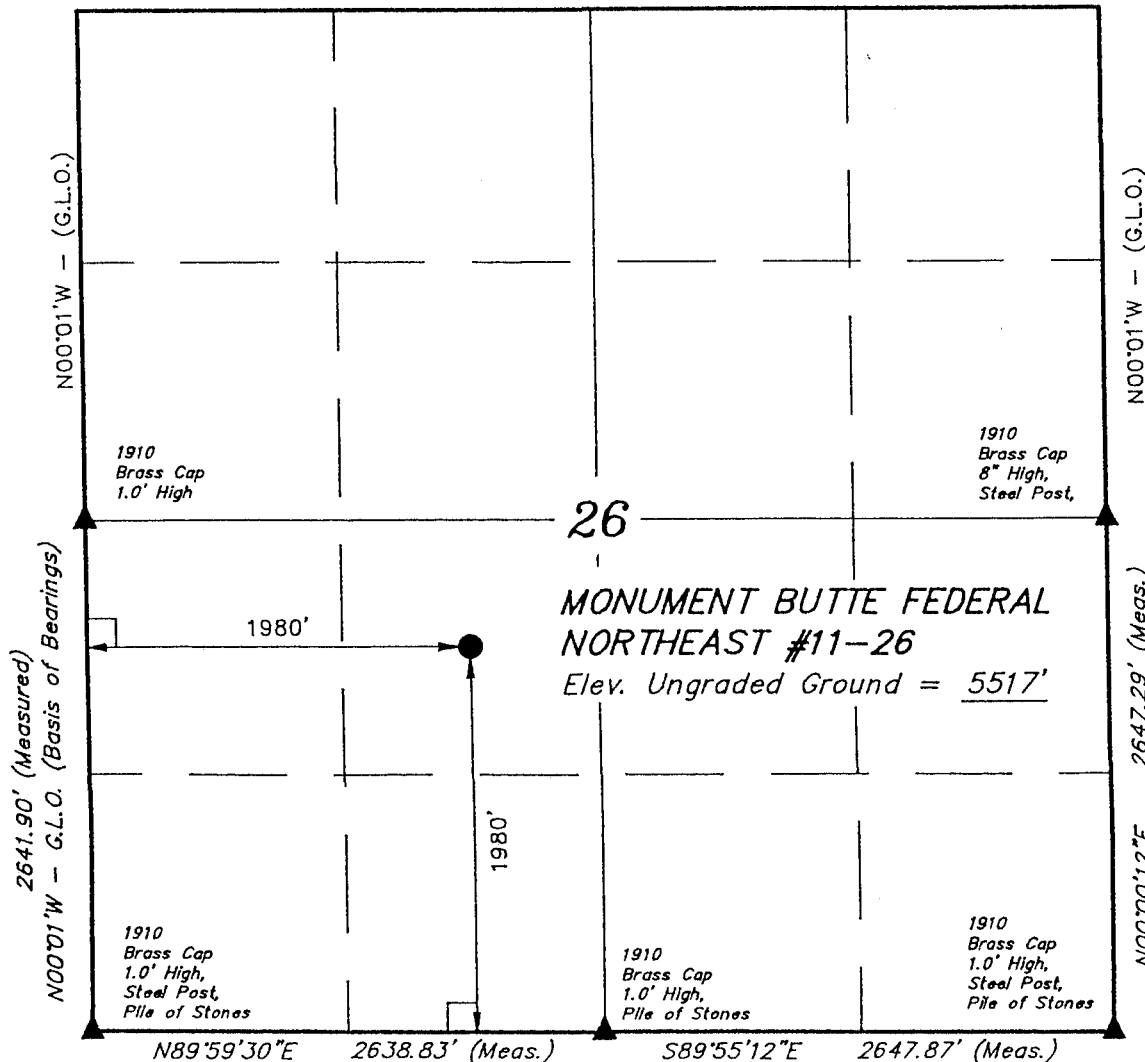 N00°01'W - (G.L.O.)
N00°01'W - (G.L.O.)
1910
Brass Cap
1.0' High
1910
Brass Cap
8" High,
Steel Post,
26
MONUMENT BUTTE FEDERAL
NORTHEAST #11-26
Elev. Ungraded Ground = 5517'
1980'
1980'
2641.90' (Measured)
N00°01'W - G.L.O. (Basis of Bearings)
N00°00'12"E 2647.29' (Meas.)
1910
Brass Cap
1.0' High,
Steel Post,
Pile of Stones
1910
Brass Cap
1.0' High,
Pile of Stones
1910
Brass Cap
1.0' High,
Steel Post,
Pile of Stones
N89°59'30"E 2638.83' (Meas.)
S89°55'12"E 2647.87' (Meas.)